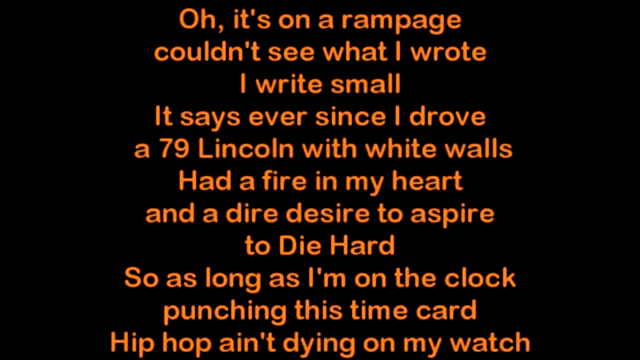 Oh, it's on a rampage
couldn't see what I wrote
I write small
It says ever since I drove
a 79 Lincoln with white walls
Had a fire in my heart
and a dire desire to aspire
to Die Hard
So as long as I'm on the clock
punching this time card
Hip hop ain't dying on my watch